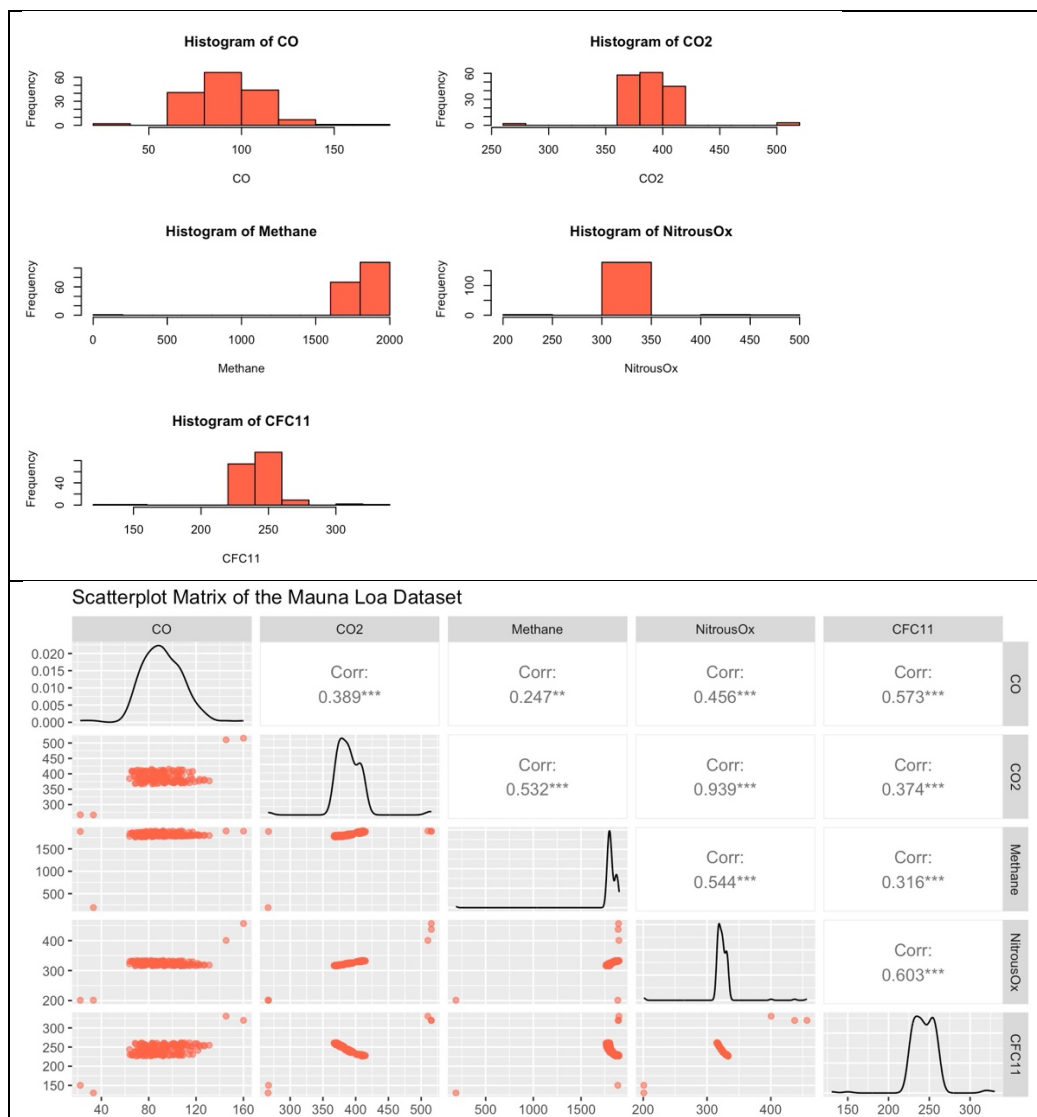 Histogram of CO
Histogram of CO2
Frequency
0 30 60
50 100 150
CO
Frequency
0 30 60
250 300 350 400 450 500
CO2
Histogram of Methane
Histogram of NitrousOx
Frequency
0 60
0 500 1000 1500 2000
Methane
Frequency
0 100
200 250 300 350 400 450 500
NitrousOx
Histogram of CFC11
Frequency
0 40
150 200 250 300
CFC11
Scatterplot Matrix of the Mauna Loa Dataset
CO CO2 Methane NitrousOx CFC11
0.020
0.015
0.010
0.005
0.000
Corr:
0.389***
Corr:
0.247**
Corr:
0.456***
Corr:
0.573***
CO
500
450
400
350
300
Corr:
0.532***
Corr:
0.939***
Corr:
0.374***
CO2
1500
1000
500
Corr:
0.544***
Corr:
0.316***
Methane
400
300
200
Corr:
0.603***
NitrousOx
300
250
200
150
CFC11
40 80 120 160 300 350 400 450 500 500 1000 1500 200 300 400 150 200 250 300